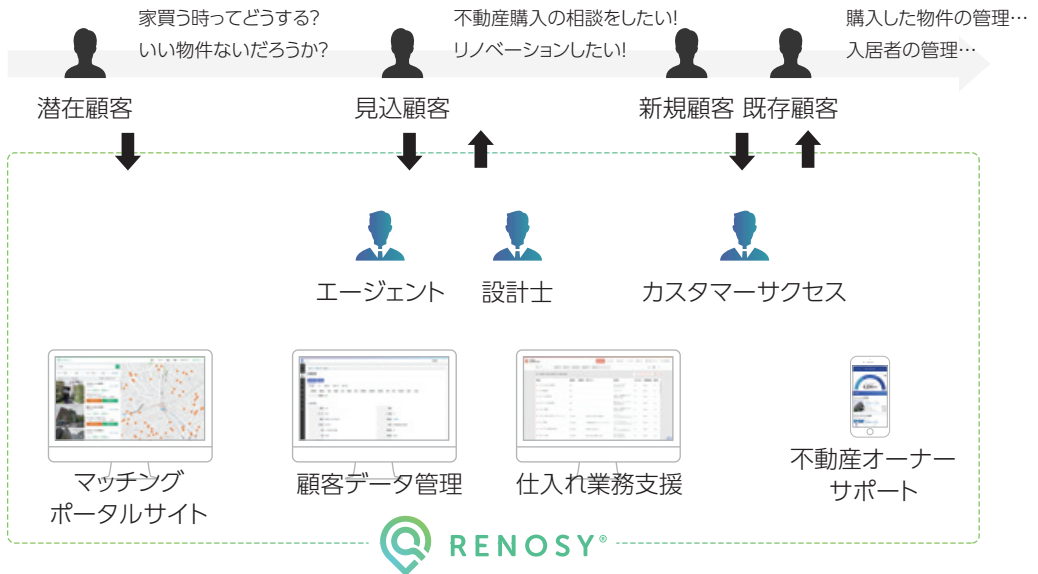 家買う時ってどうする?
いい物件ないだろうか?
不動産購入の相談をしたい!
リノベーションしたい!
購入した物件の管理…
入居者の管理…
潜在顧客
見込顧客
新規顧客
既存顧客
エージェント
設計士
カスタマーサクセス
マッチング
ポータルサイト
顧客データ管理
仕入れ業務支援
不動産オーナー
サポート
RENOSY®